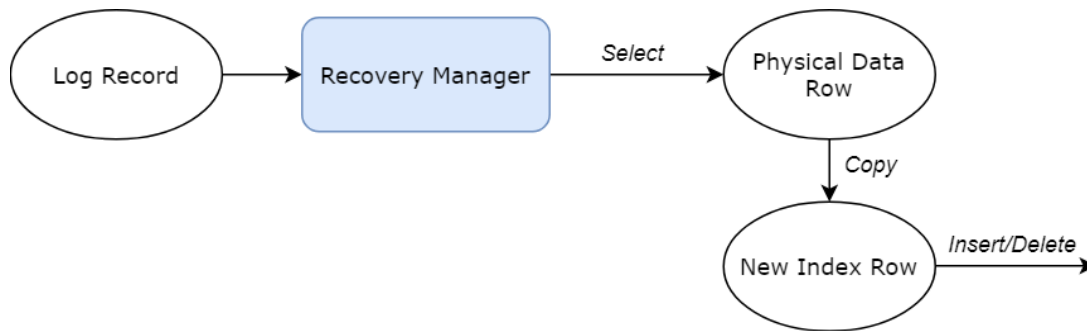 Log Record
Recovery Manager
Select
Physical Data
Row
Copy
New Index Row
Insert/Delete